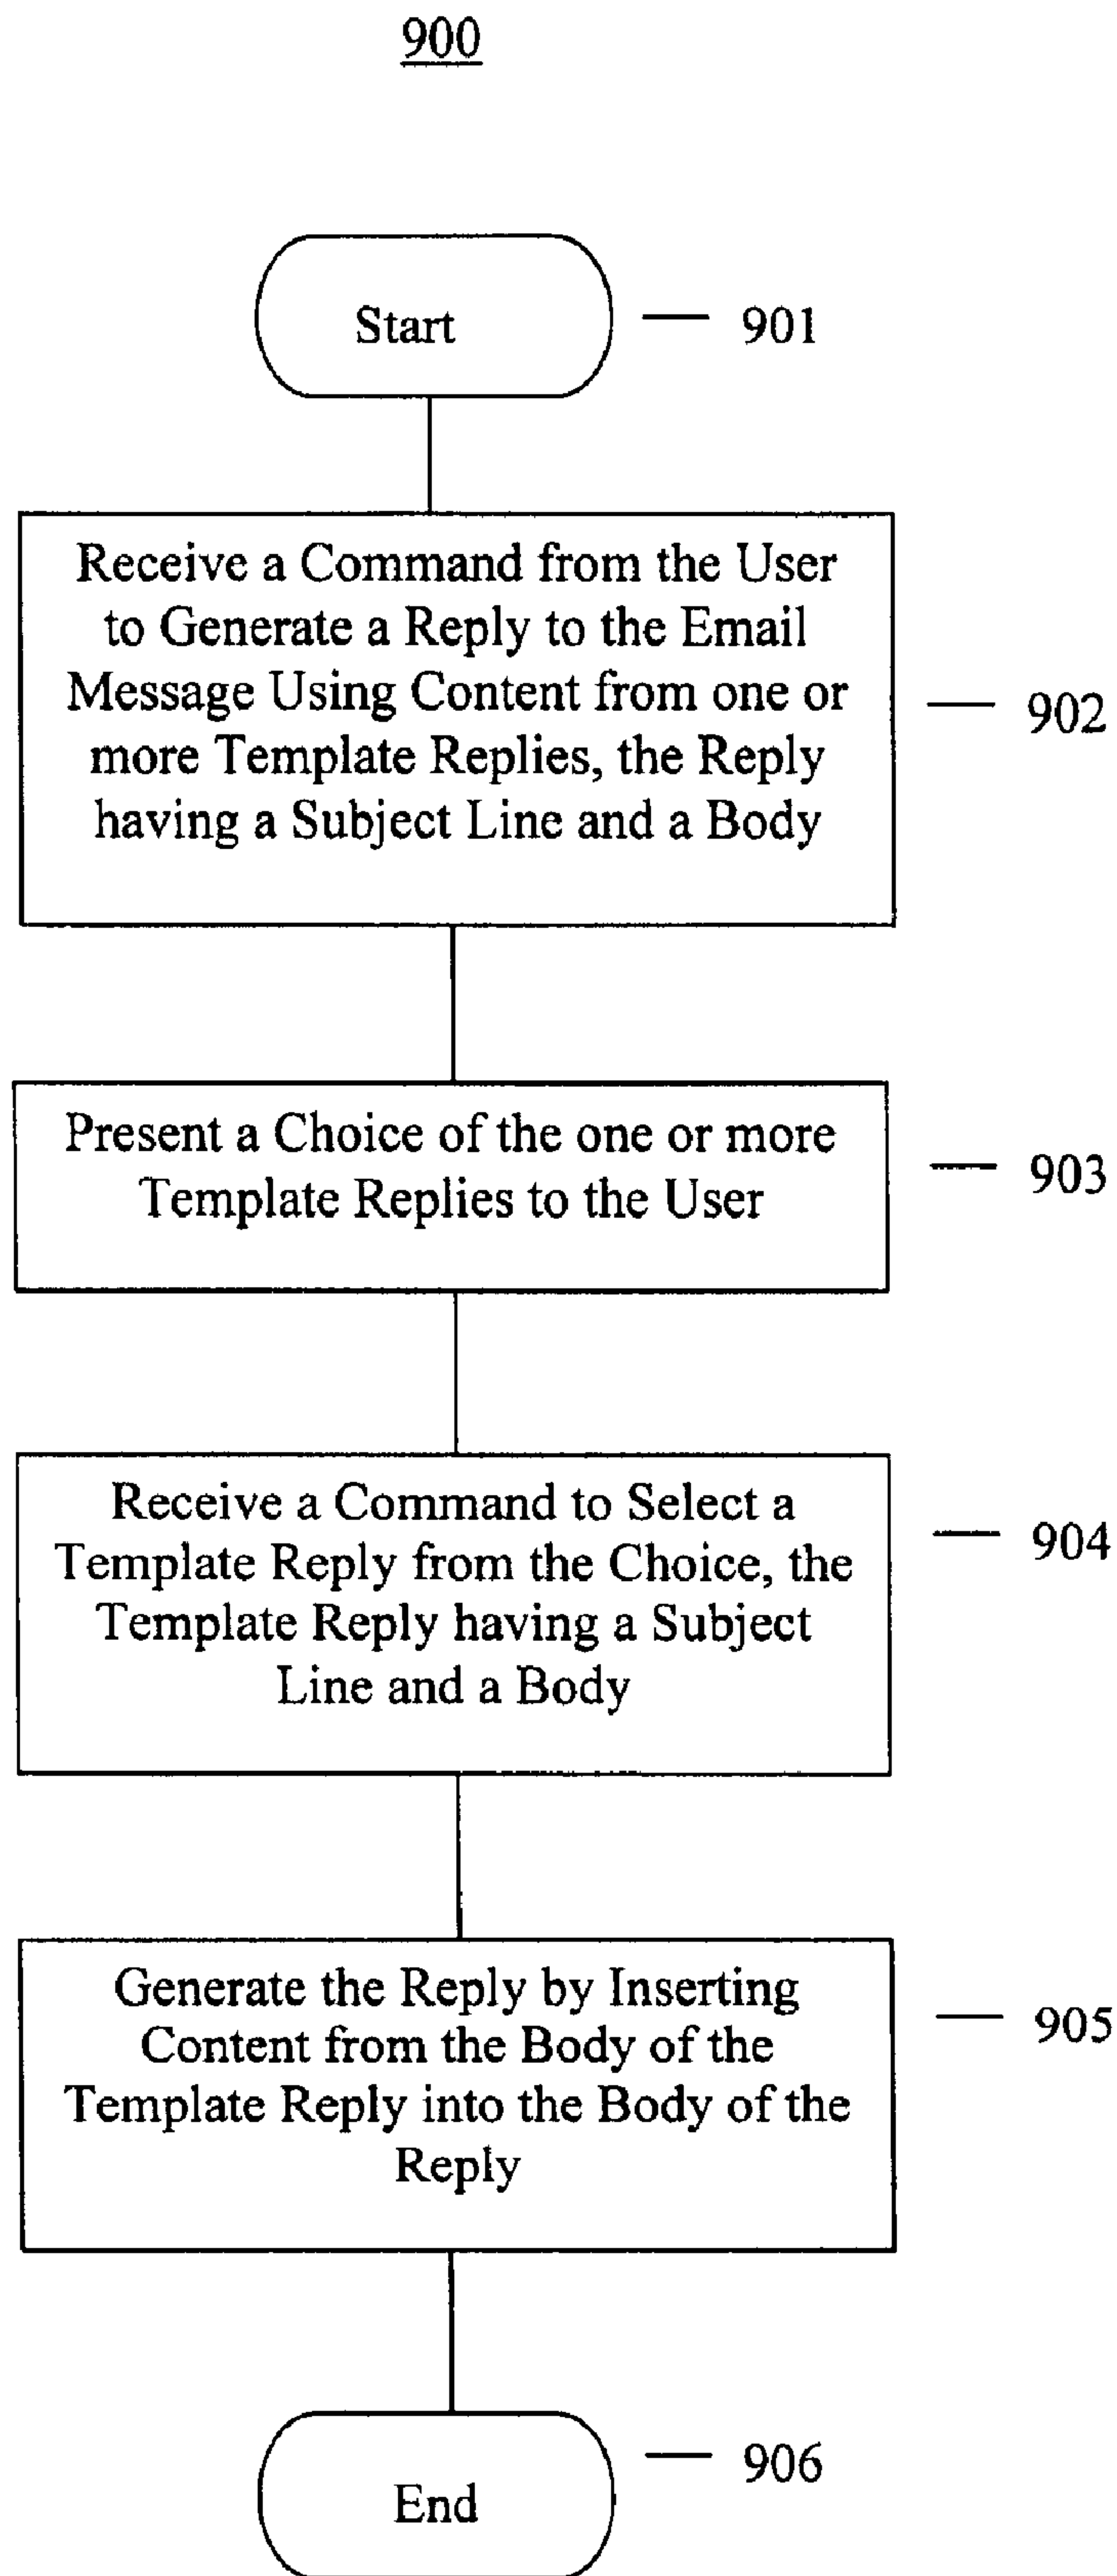 900
Start
901
Receive a Command from the User
to Generate a Reply to the Email
Message Using Content from one or
more Template Replies, the Reply
having a Subject Line and a Body
902
Present a Choice of the one or more
Template Replies to the User
903
Receive a Command to Select a
Template Reply from the Choice, the
Template Reply having a Subject
Line and a Body
904
Generate the Reply by Inserting
Content from the Body of the
Template Reply into the Body of the
Reply
905
End
906